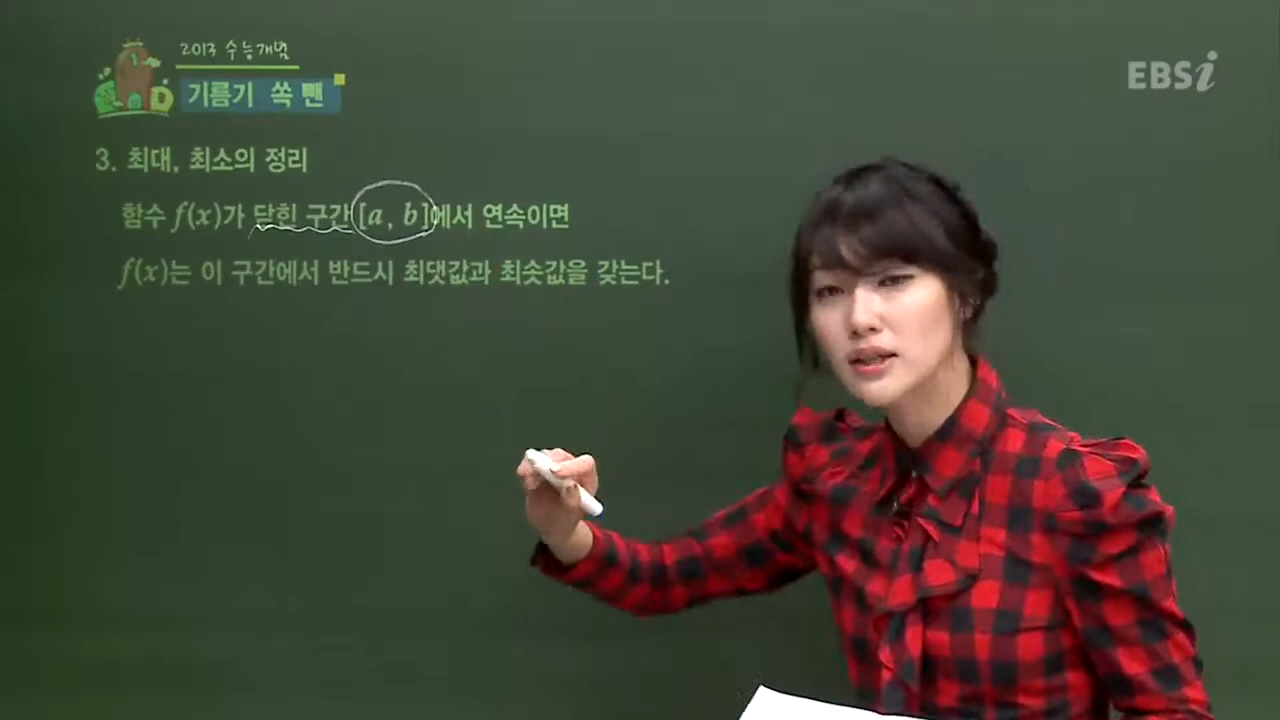 2013 수능개념
기름기 쏙 뺀
EBSi
3. 최대, 최소의 정리
함수 f(x)가 닫힌 구간 [a, b]에서 연속이면
f(x)는 이 구간에서 반드시 최댓값과 최솟값을 갖는다.